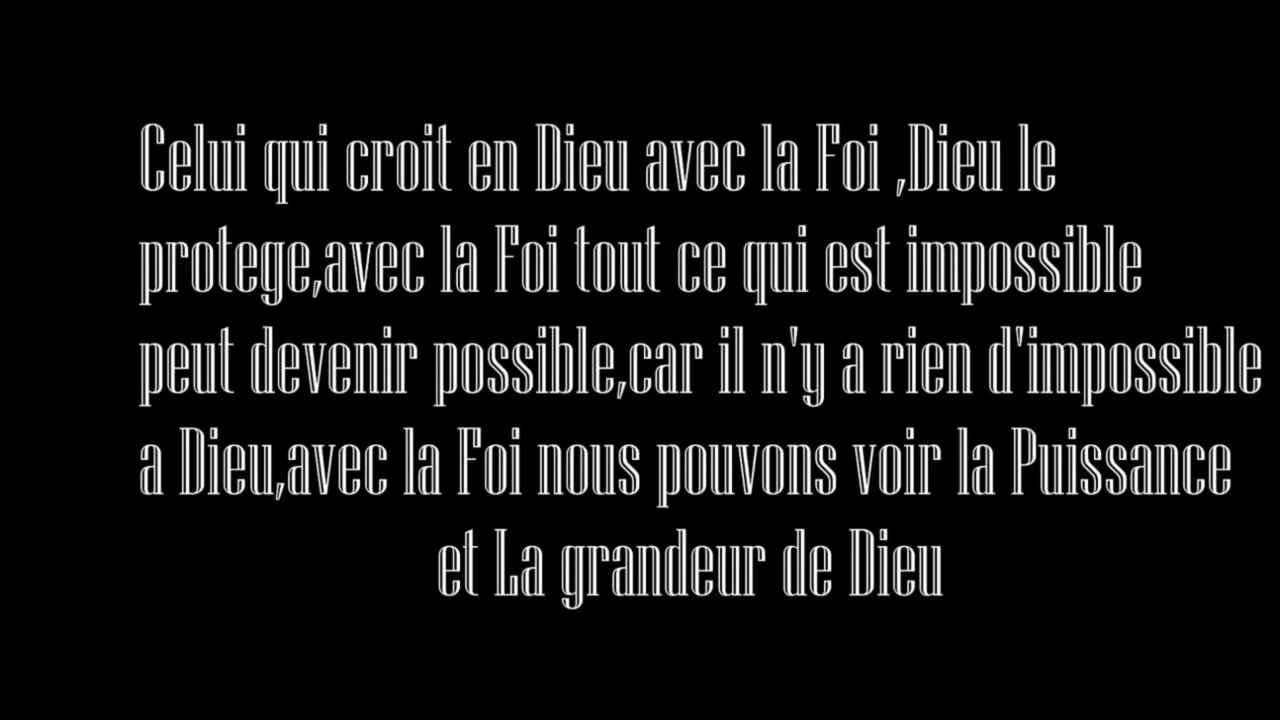 Celui qui croit en Dieu avec la Foi ,Dieu le
protege,avec la Foi tout ce qui est impossible
peut devenir possible,car il n'y a rien d'impossible
a Dieu,avec la Foi nous pouvons voir la Puissance
et La grandeur de Dieu